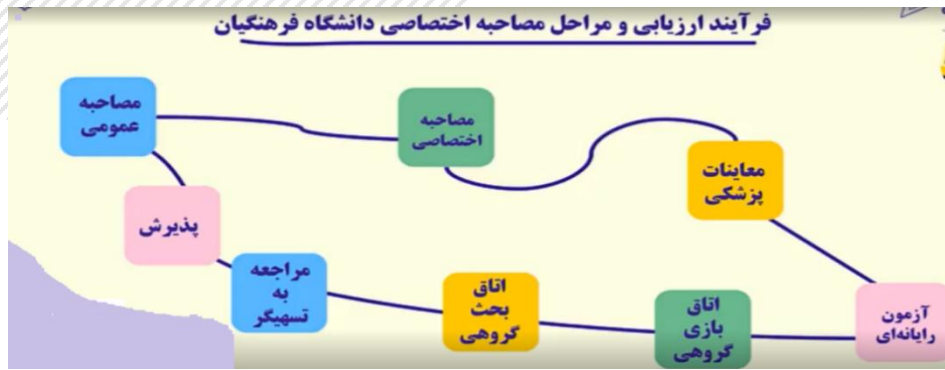 فرآیند ارزیابی و مراحل مصاحبه اختصاصی دانشگاه فرهنگیان
معاینات
پزشکی
مصاحبه
اختصاصی
مصاحبه
عمومی
پذیرش
مراجعه
به
تسهیگر
اتاق
بحث
گروهی
اتاق
بازی
گروهی
آزمون
رایانه‌ای